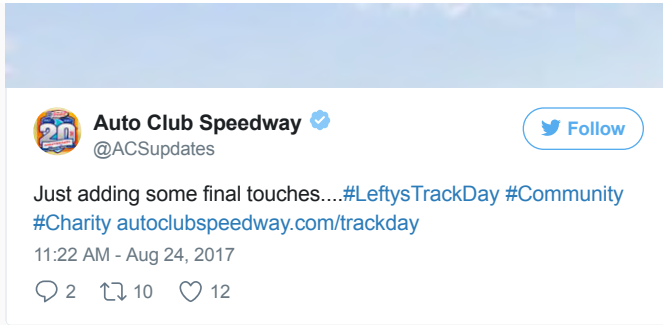 20
Auto Club Speedway
@ACSupdates
Follow
Just adding some final touches....#LeftysTrackDay #Community
#Charity autoclubspeedway.com/trackday
11:22 AM - Aug 24, 2017
2 10 12